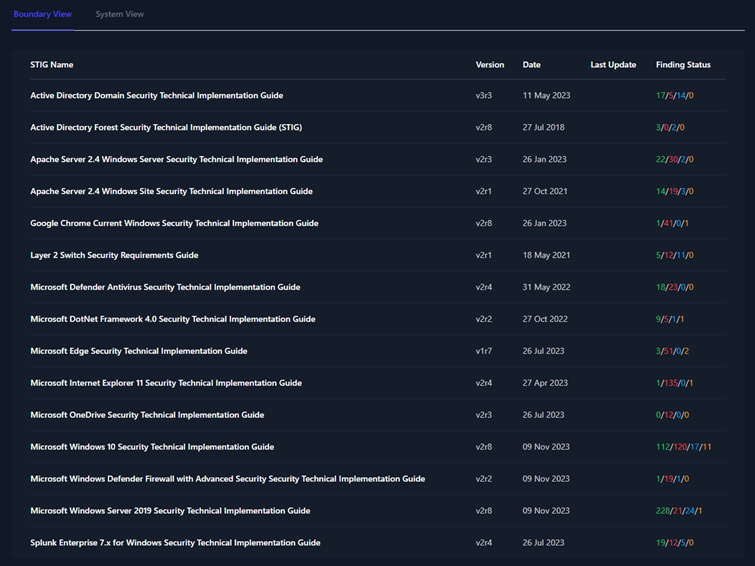 Boundary View System View
STIG Name Version Date Last Update Finding Status
Active Directory Domain Security Technical Implementation Guide v3r3 11 May 2023 17/5/14/0
Active Directory Forest Security Technical Implementation Guide (STIG) v2r8 27 Jul 2018 3/0/2/0
Apache Server 2.4 Windows Server Security Technical Implementation Guide v2r3 26 Jan 2023 22/30/2/0
Apache Server 2.4 Windows Site Security Technical Implementation Guide v2r1 27 Oct 2021 14/19/3/0
Google Chrome Current Windows Security Technical Implementation Guide v2r8 26 Jan 2023 1/41/0/1
Layer 2 Switch Security Requirements Guide v2r1 18 May 2021 5/12/11/0
Microsoft Defender Antivirus Security Technical Implementation Guide v2r4 31 May 2022 18/23/0/0
Microsoft DotNet Framework 4.0 Security Technical Implementation Guide v2r2 27 Oct 2022 9/5/1/1
Microsoft Edge Security Technical Implementation Guide v1r7 26 Jul 2023 3/51/0/2
Microsoft Internet Explorer 11 Security Technical Implementation Guide v2r4 27 Apr 2023 1/135/0/1
Microsoft OneDrive Security Technical Implementation Guide v2r3 26 Jul 2023 0/12/0/0
Microsoft Windows 10 Security Technical Implementation Guide v2r8 09 Nov 2023 112/120/17/11
Microsoft Windows Defender Firewall with Advanced Security Security Technical Implementation Guide v2r2 09 Nov 2023 1/19/1/0
Microsoft Windows Server 2019 Security Technical Implementation Guide v2r8 09 Nov 2023 228/21/24/1
Splunk Enterprise 7.x for Windows Security Technical Implementation Guide v2r4 26 Jul 2023 19/12/5/0